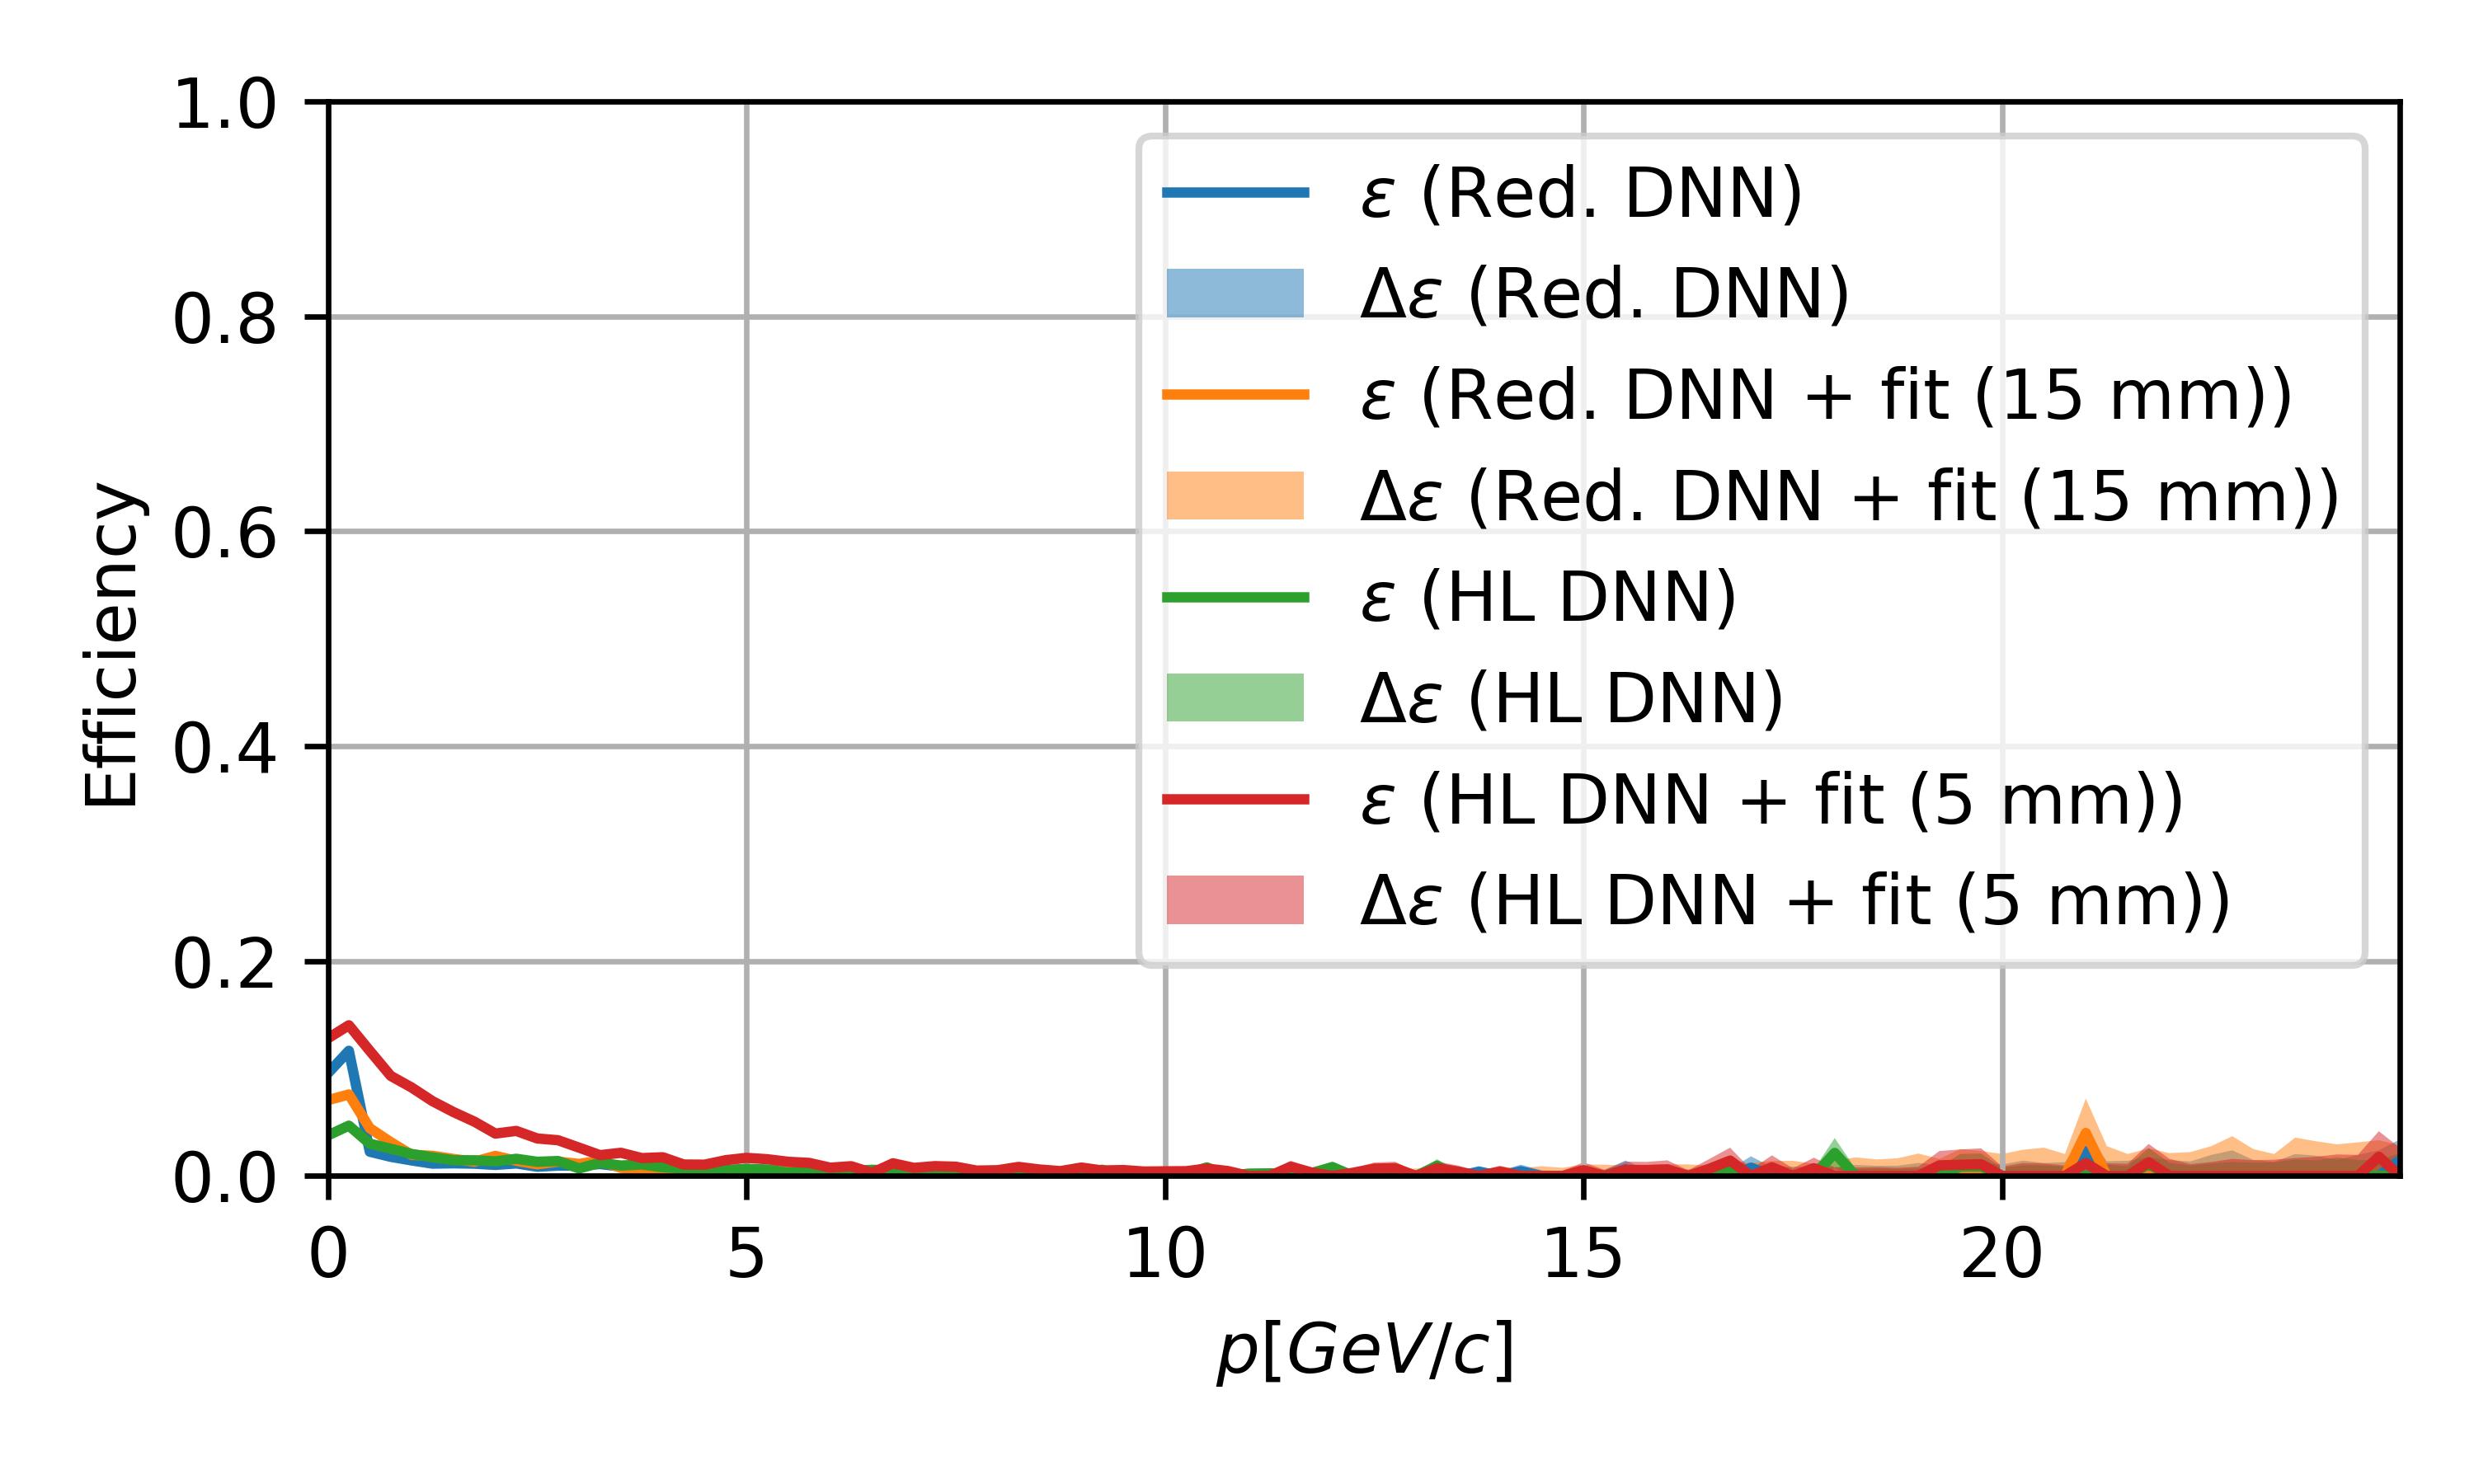 1.0
0.8
0.6
0.4
0.2
0.0
Efficiency
0
5
10
15
20
p[GeV/c]
ε (Red. DNN)
Δε (Red. DNN)
ε (Red. DNN + fit (15 mm))
Δε (Red. DNN + fit (15 mm))
ε (HL DNN)
Δε (HL DNN)
ε (HL DNN + fit (5 mm))
Δε (HL DNN + fit (5 mm))